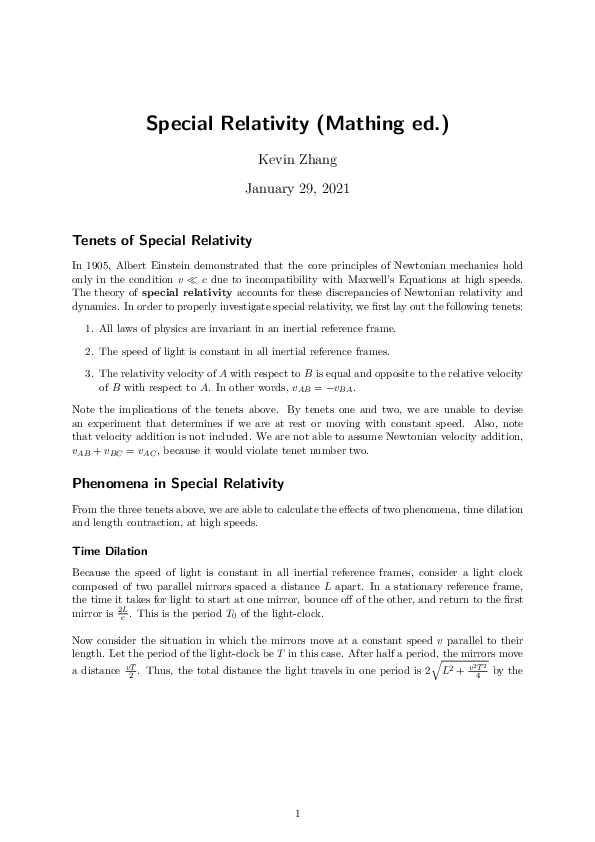 Special Relativity (Mathing ed.)
Kevin Zhang
January 29, 2021
Tenets of Special Relativity
In 1905, Albert Einstein demonstrated that the core principles of Newtonian mechanics hold
only in the condition v ≪ c due to incompatibility with Maxwell's Equations at high speeds.
The theory of special relativity accounts for these discrepancies of Newtonian relativity and
dynamics. In order to properly investigate special relativity, we first lay out the following tenets:
1. All laws of physics are invariant in an inertial reference frame.
2. The speed of light is constant in all inertial reference frames.
3. The relativity velocity of A with respect to B is equal and opposite to the relative velocity
of B with respect to A. In other words, v_{AB} = −v_{BA}.
Note the implications of the tenets above. By tenets one and two, we are unable to devise
an experiment that determines if we are at rest or moving with constant speed. Also, note
that velocity addition is not included. We are not able to assume Newtonian velocity addition,
v_{AB} + v_{BC} = v_{AC}, because it would violate tenet number two.
Phenomena in Special Relativity
From the three tenets above, we are able to calculate the effects of two phenomena, time dilation
and length contraction, at high speeds.
Time Dilation
Because the speed of light is constant in all inertial reference frames, consider a light clock
composed of two parallel mirrors spaced a distance L apart. In a stationary reference frame,
the time it takes for light to start at one mirror, bounce off of the other, and return to the first
mirror is \frac{2L}{c}. This is the period T_0 of the light-clock.
Now consider the situation in which the mirrors move at a constant speed v parallel to their
length. Let the period of the light-clock be T in this case. After half a period, the mirrors move
a distance \frac{vT}{2}. Thus, the total distance the light travels in one period is 2\sqrt{L^2 + \frac{v^2T^2}{4}} by the
1